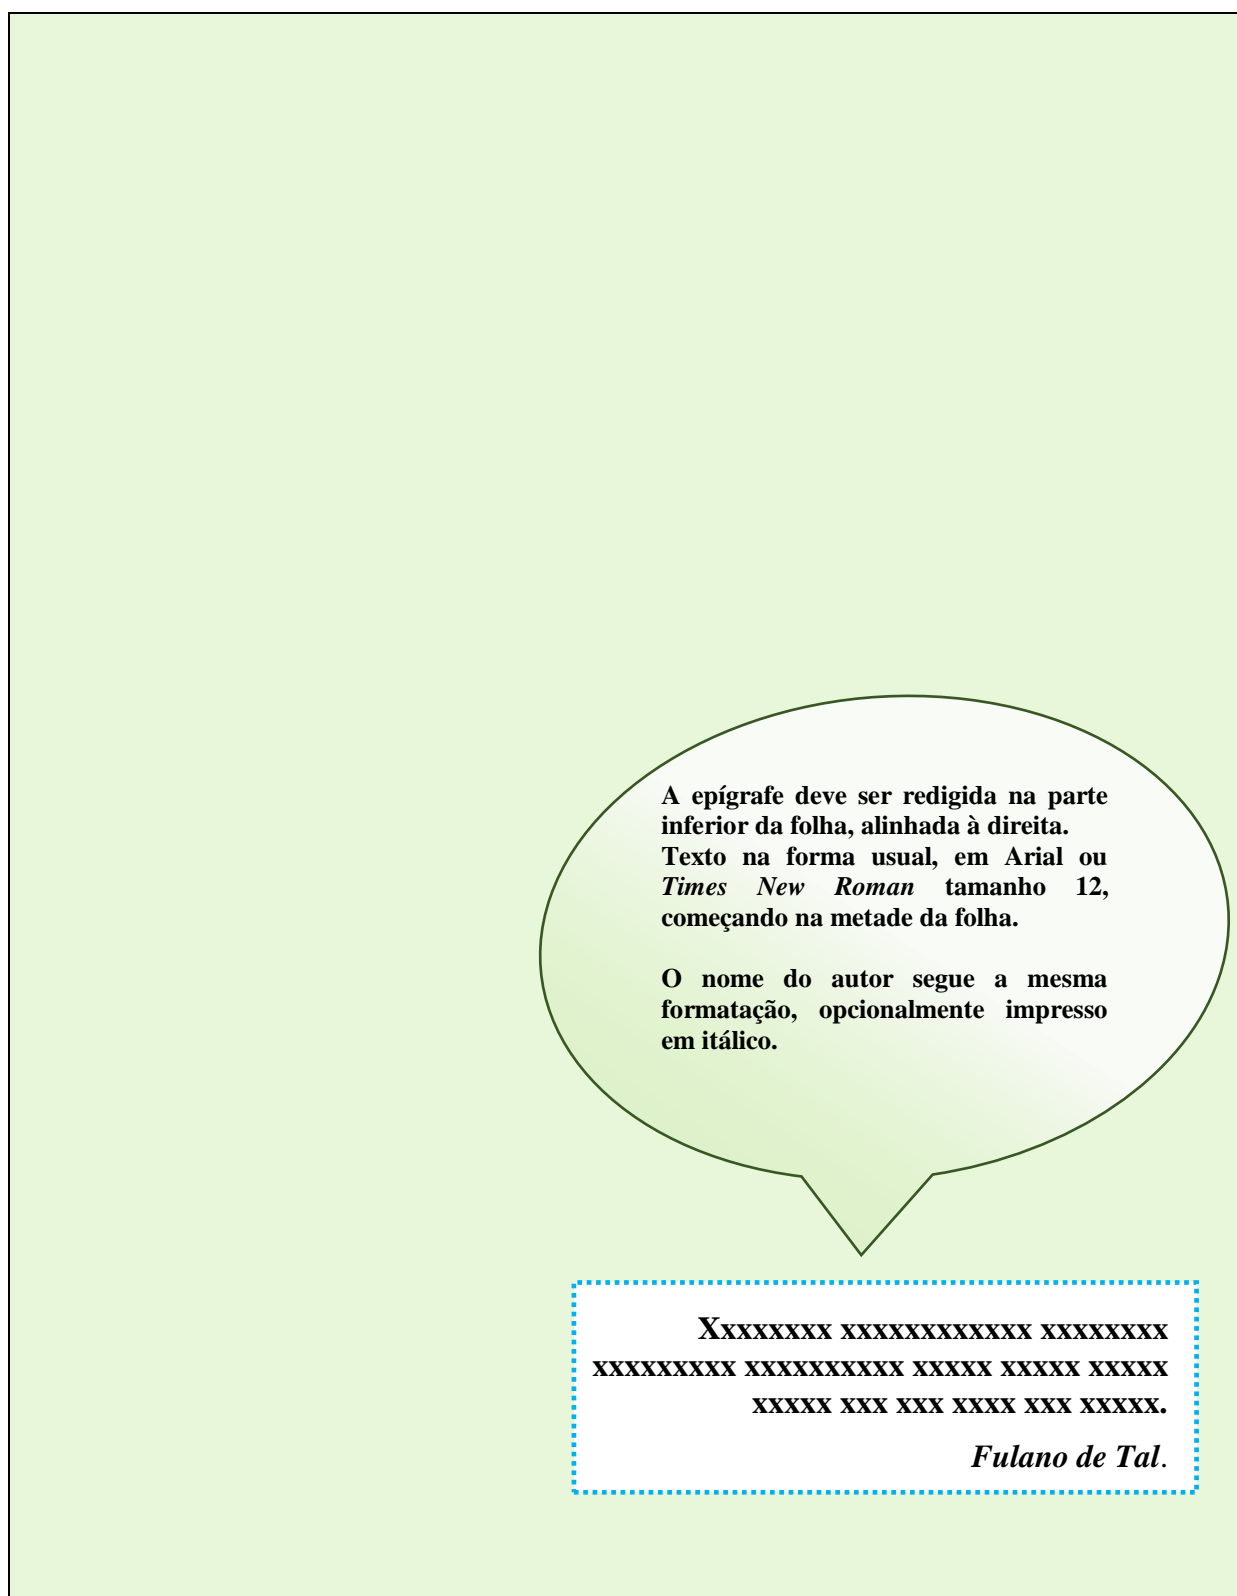 A epígrafe deve ser redigida na parte
inferior da folha, alinhada à direita.
Texto na forma usual, em Arial ou
Times New Roman tamanho 12,
começando na metade da folha.
O nome do autor segue a mesma
formatação, opcionalmente impresso
em itálico.
Xxxxxxxx xxxxxxxxxxxx xxxxxxxx
xxxxxxxxx xxxxxxxxxx xxxxx xxxxx xxxxx
xxxxx xxx xxx xxxx xxx xxxxx.
Fulano de Tal.